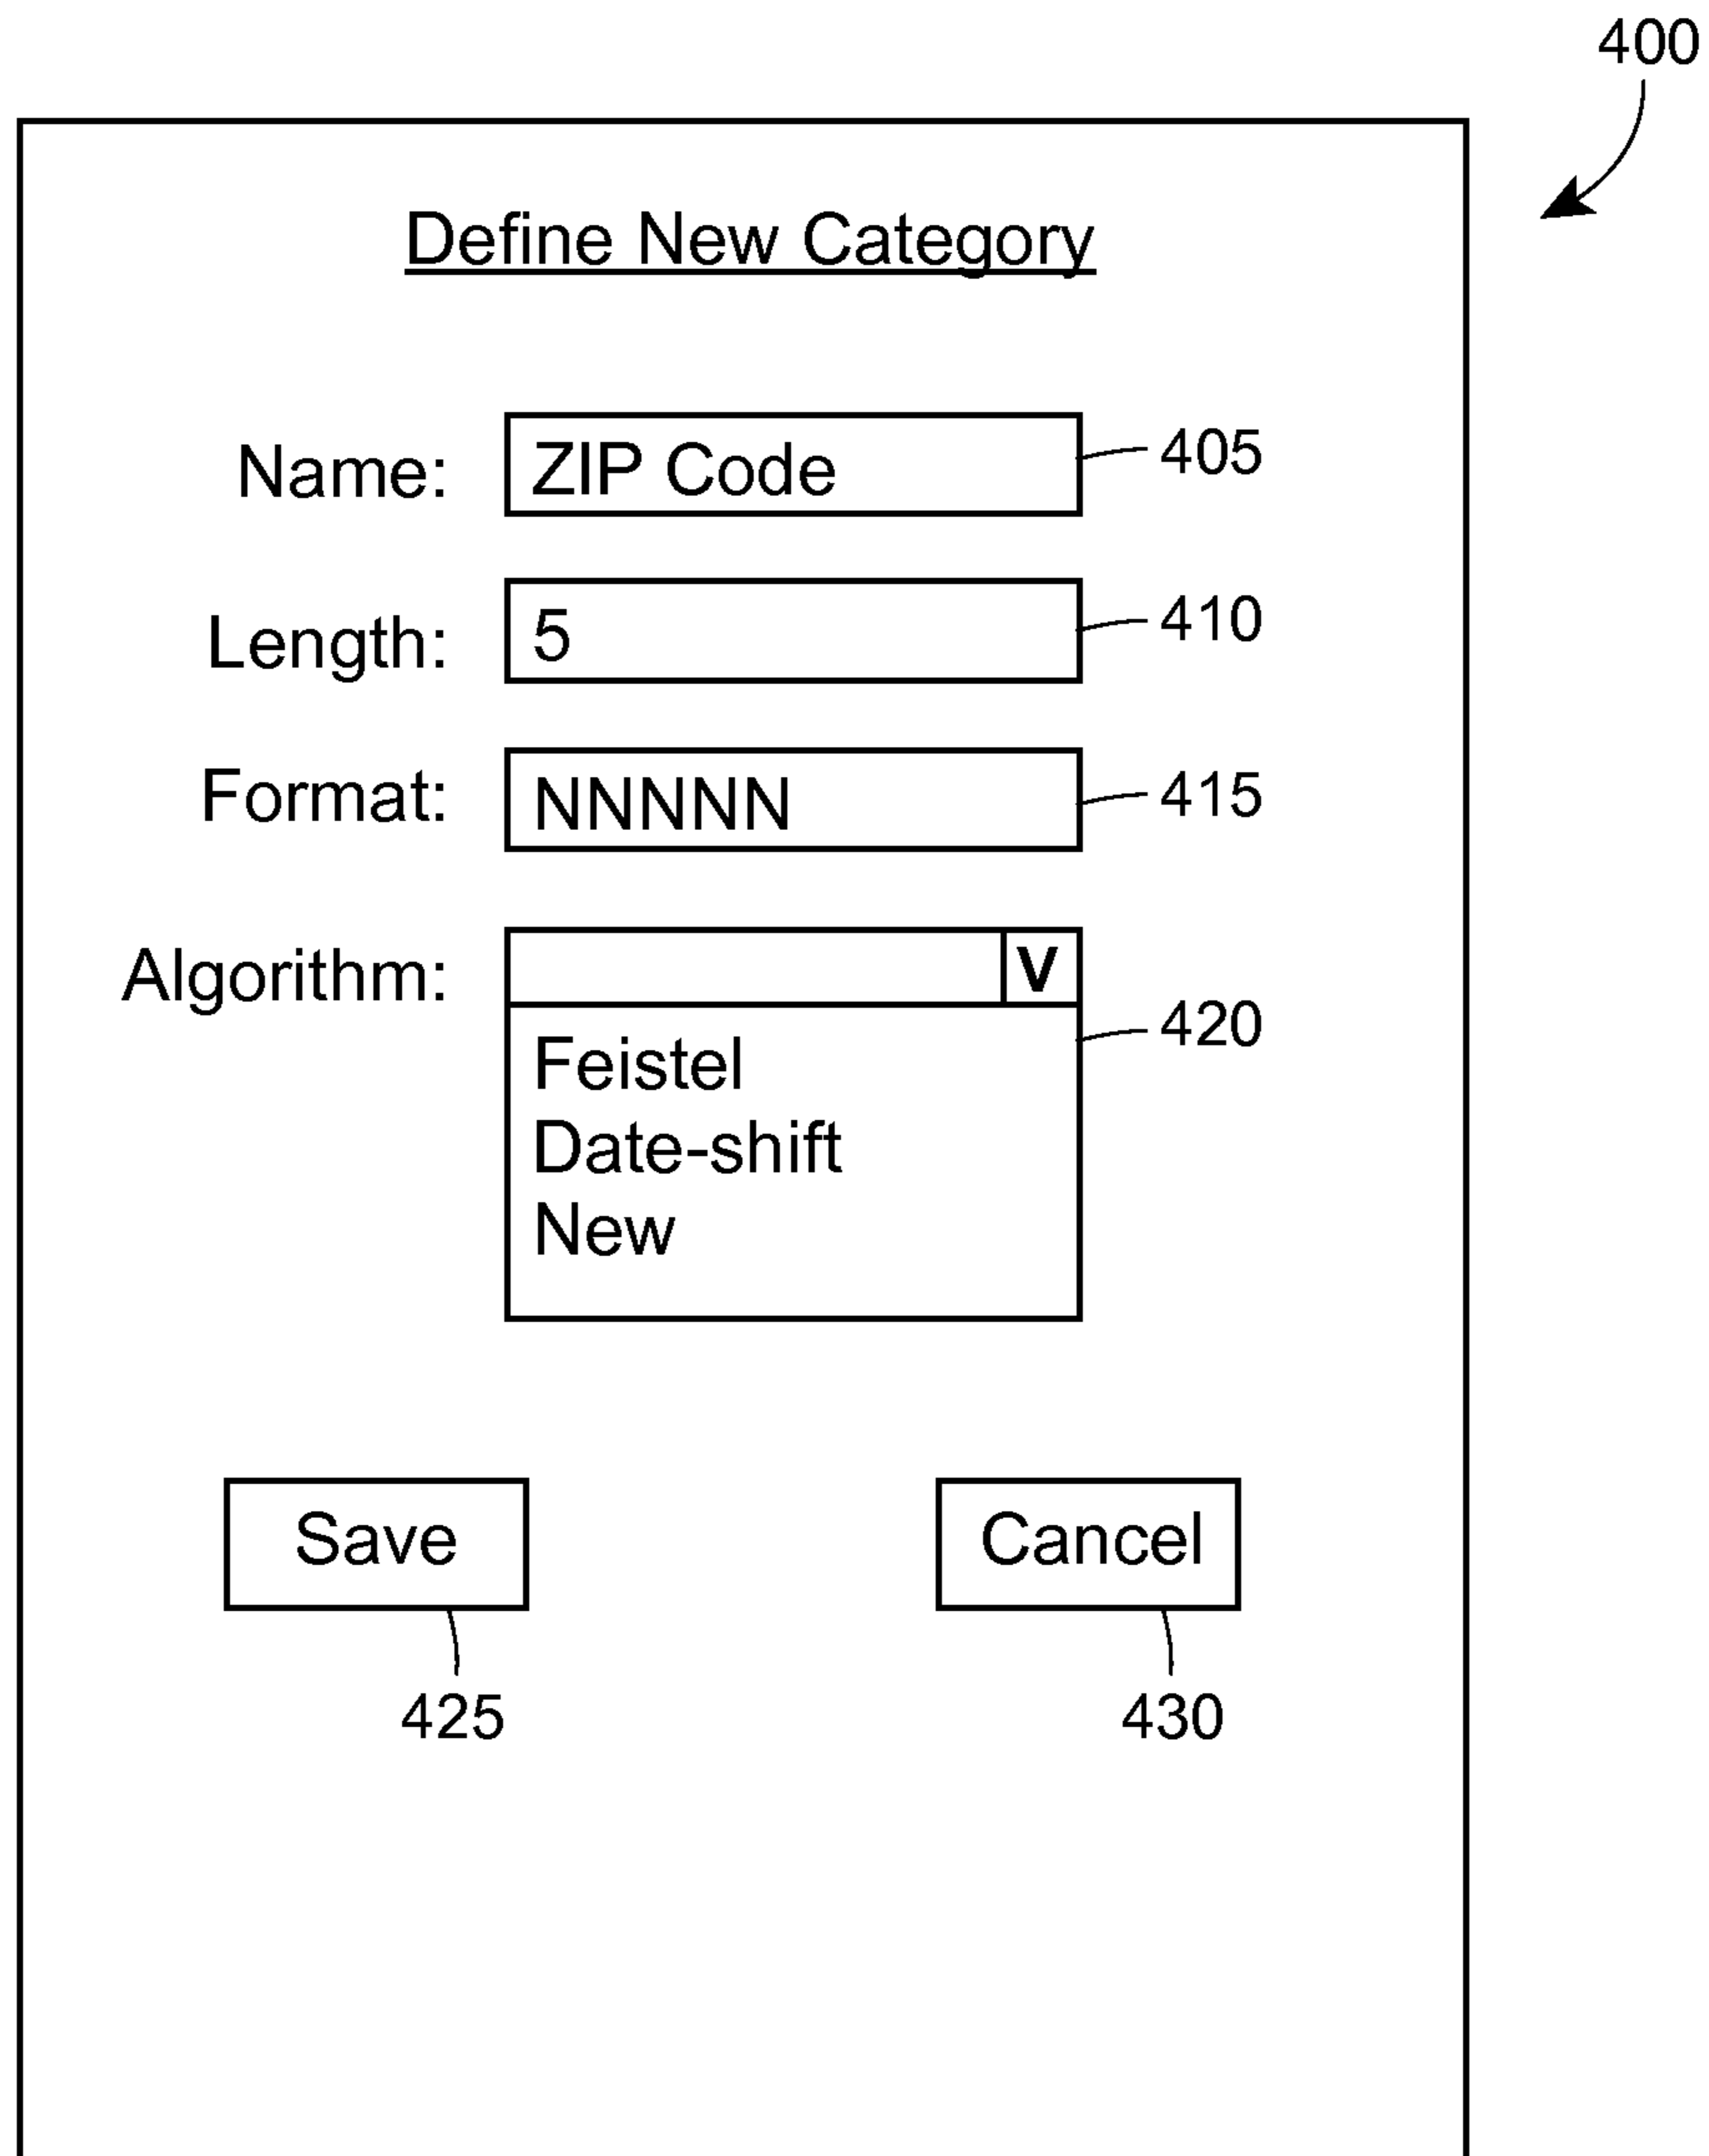 400
Define New Category
Name: ZIP Code 405
Length: 5 410
Format: NNNNN 415
Algorithm: V
420
Feistel
Date-shift
New
Save Cancel
425 430